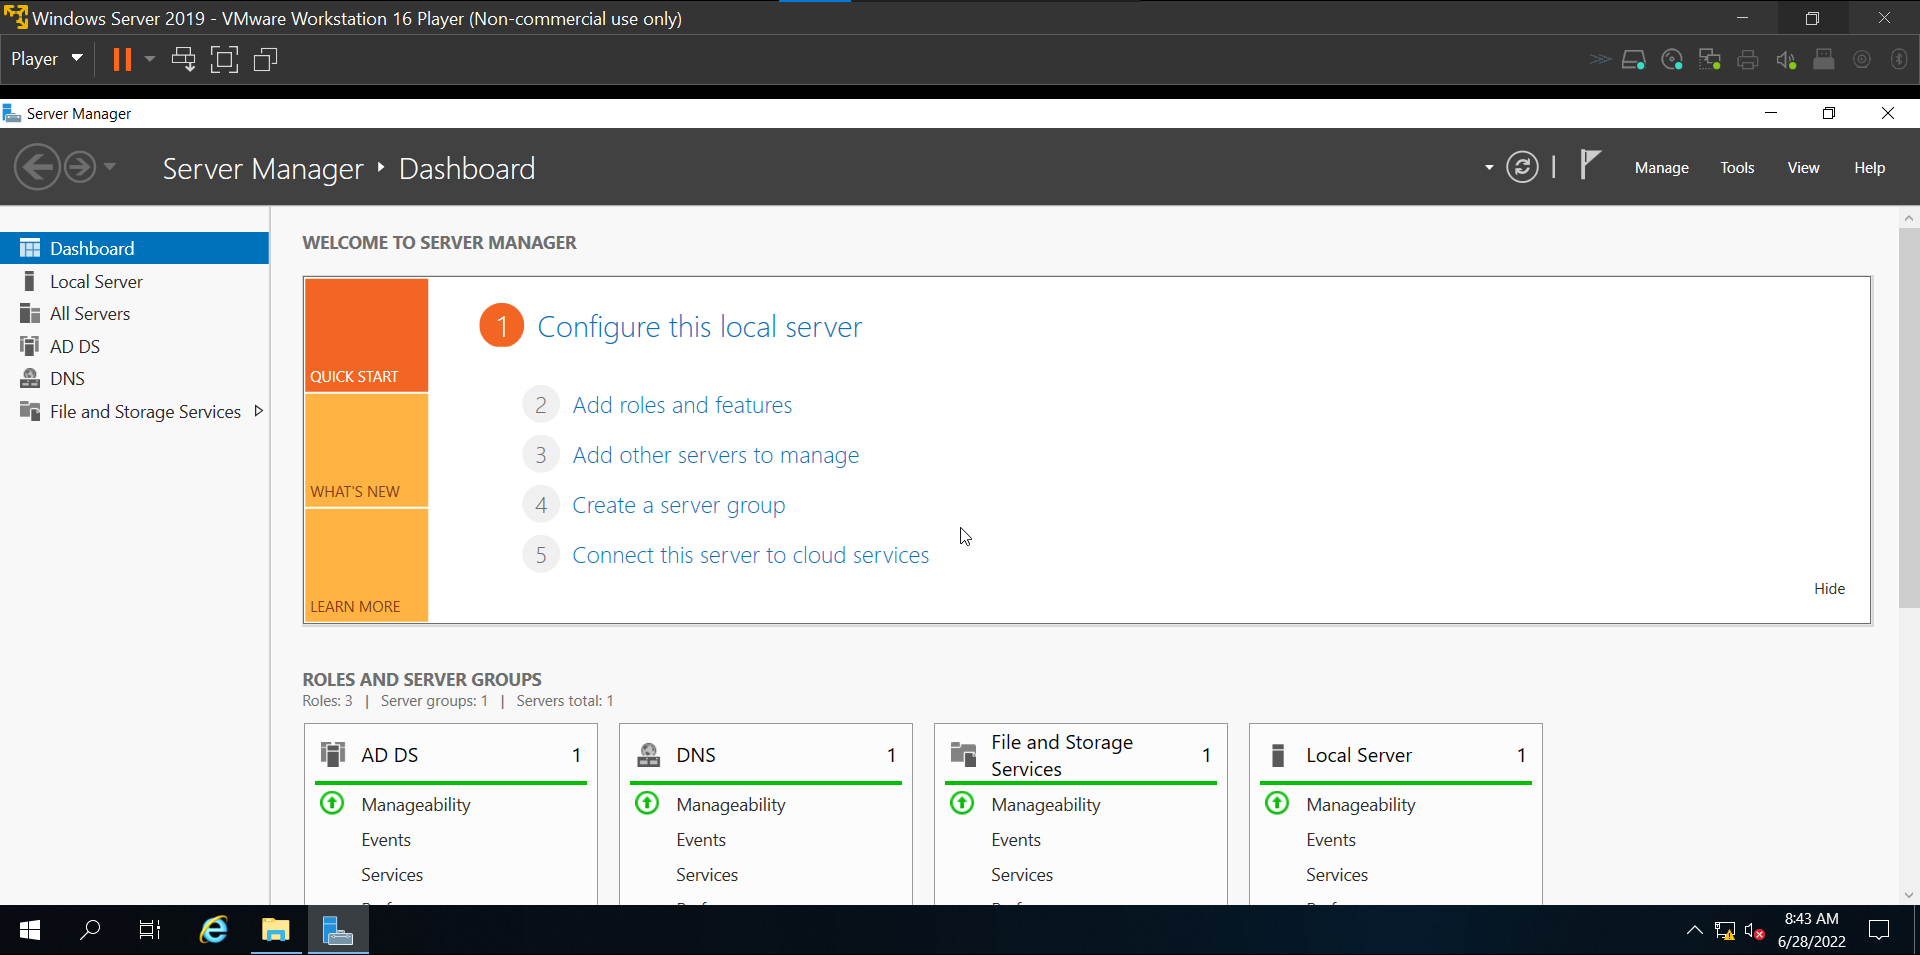 Windows Server 2019 - VMware Workstation 16 Player (Non-commercial use only)
Player
Server Manager
Server Manager Dashboard
Manage Tools View Help
Dashboard
Local Server
All Servers
AD DS
DNS
File and Storage Services
WELCOME TO SERVER MANAGER
QUICK START
WHAT'S NEW
LEARN MORE
1 Configure this local server
2 Add roles and features
3 Add other servers to manage
4 Create a server group
5 Connect this server to cloud services
Hide
ROLES AND SERVER GROUPS
Roles: 3 | Server groups: 1 | Servers total: 1
AD DS 1
Manageability
Events
Services
DNS 1
Manageability
Events
Services
File and Storage
Services 1
Manageability
Events
Services
Local Server 1
Manageability
Events
Services
8:43 AM
6/28/2022